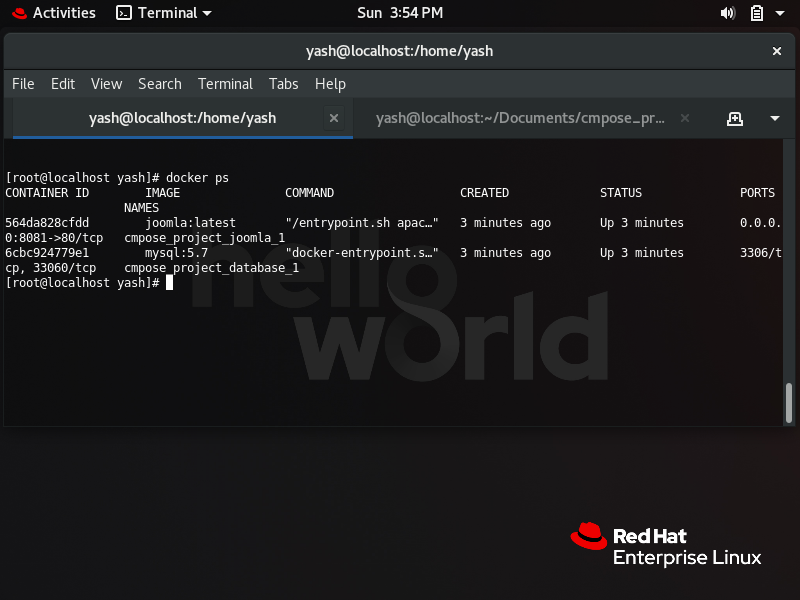 Activities Terminal Sun 3:54 PM
yash@localhost:/home/yash
File Edit View Search Terminal Tabs Help
yash@localhost:/home/yash yash@localhost:~/Documents/cmpose_pr...
[root@localhost yash]# docker ps
CONTAINER ID IMAGE COMMAND CREATED STATUS PORTS
NAMES
564da828cfdd joomla:latest "/entrypoint.sh apac…" 3 minutes ago Up 3 minutes 0.0.0.
0:8081->80/tcp cmpose_project_joomla_1
6cbc924779e1 mysql:5.7 "docker-entrypoint.s…" 3 minutes ago Up 3 minutes 3306/t
cp, 33060/tcp cmpose_project_database_1
[root@localhost yash]#
hello
world
Red Hat
Enterprise Linux